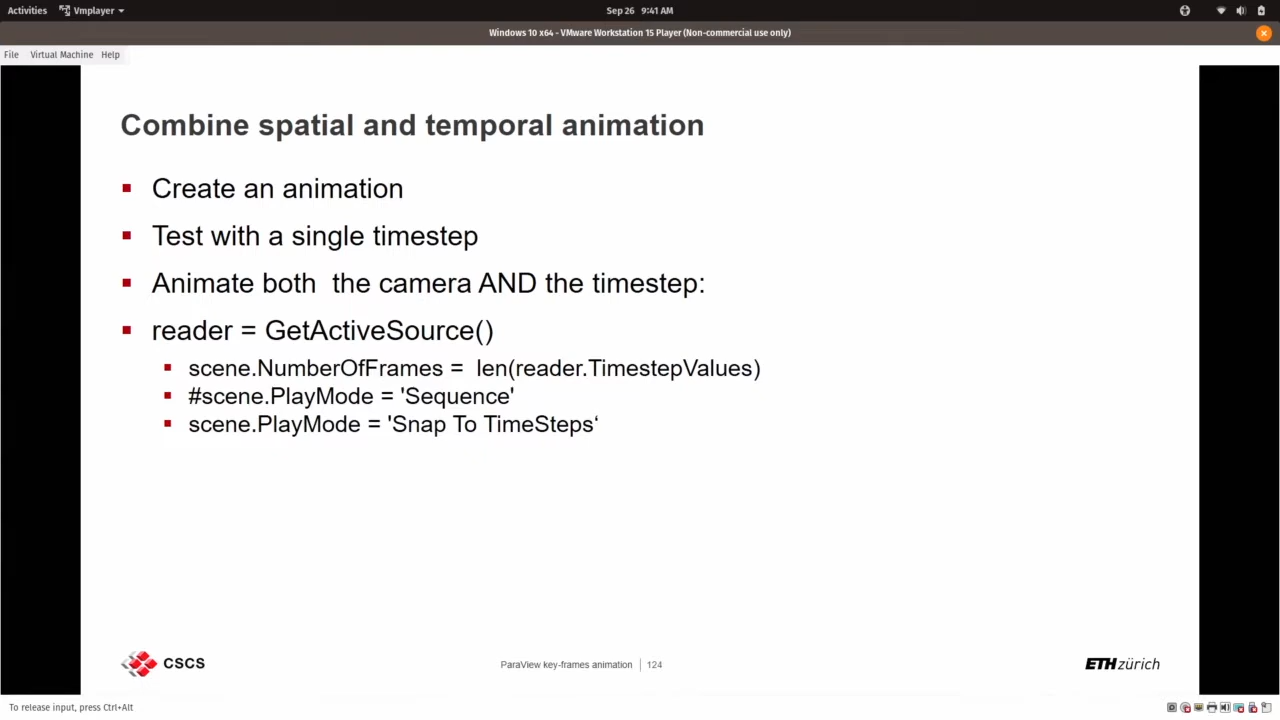 Activities Vmplayer Sep 26 9:41 AM
Windows 10 x64 - VMware Workstation 15 Player (Non-commercial use only)
File Virtual Machine Help
Combine spatial and temporal animation
Create an animation
Test with a single timestep
Animate both  the camera AND the timestep:
reader = GetActiveSource()
scene.NumberOfFrames =  len(reader.TimestepValues)
#scene.PlayMode = 'Sequence'
scene.PlayMode = 'Snap To TimeSteps‘
CSCS ParaView key-frames animation 124 ETH zürich
To release input, press Ctrl+Alt